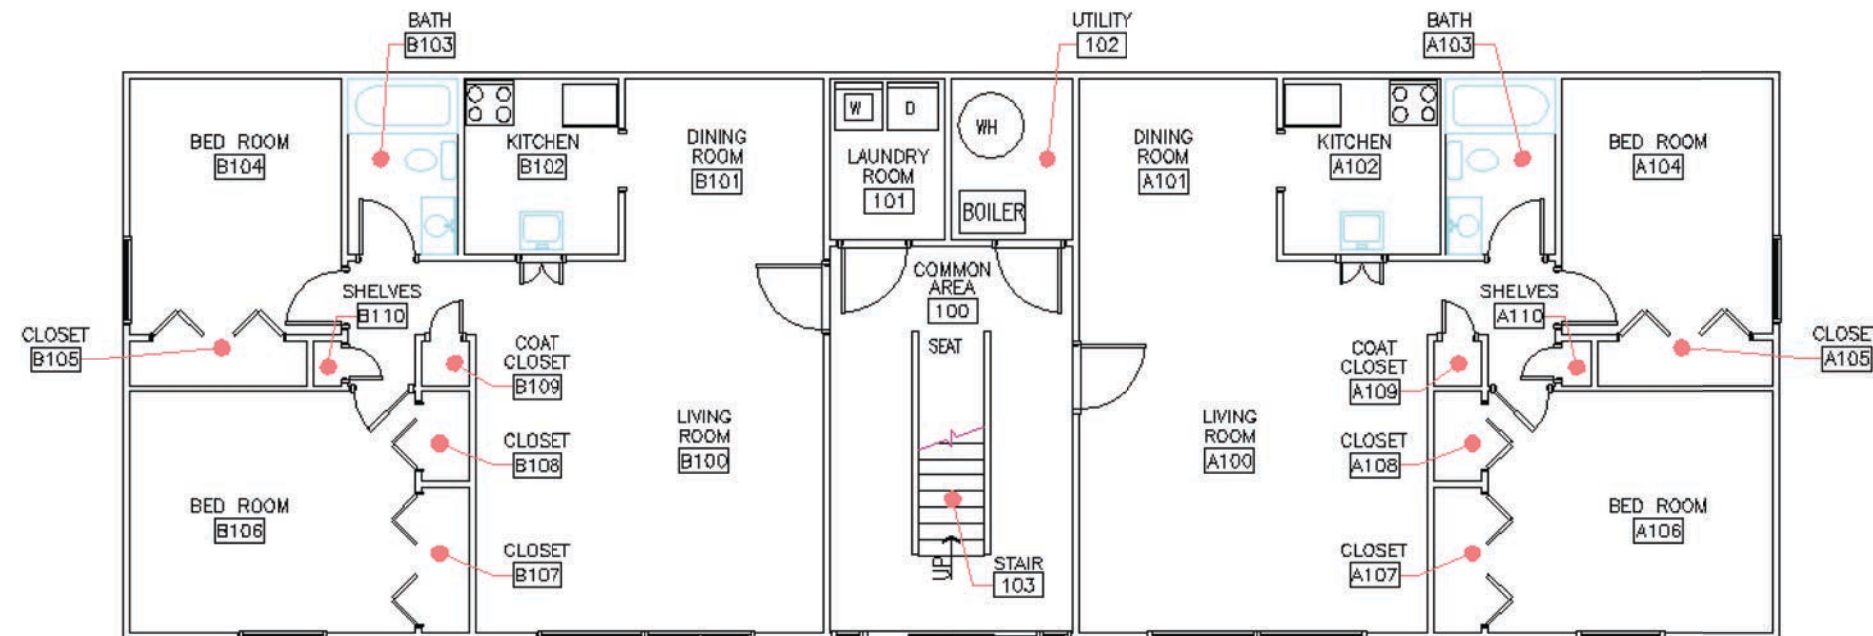 BATH
B103
UTILITY
102
BATH
A103
BED ROOM
B104
KITCHEN
B102
DINING
ROOM
B101
W
D
LAUNDRY
ROOM
101
WH
BOILER
DINING
ROOM
A101
KITCHEN
A102
BED ROOM
A104
CLOSET
B105
SHELVES
B110
COMMON
AREA
100
SHELVES
A110
CLOSET
A105
COAT
CLOSET
B109
SEAT
COAT
CLOSET
A109
LIVING
ROOM
B100
CLOSET
B108
LIVING
ROOM
A100
CLOSET
A108
BED ROOM
B106
CLOSET
B107
UP
STAIR
103
CLOSET
A107
BED ROOM
A106